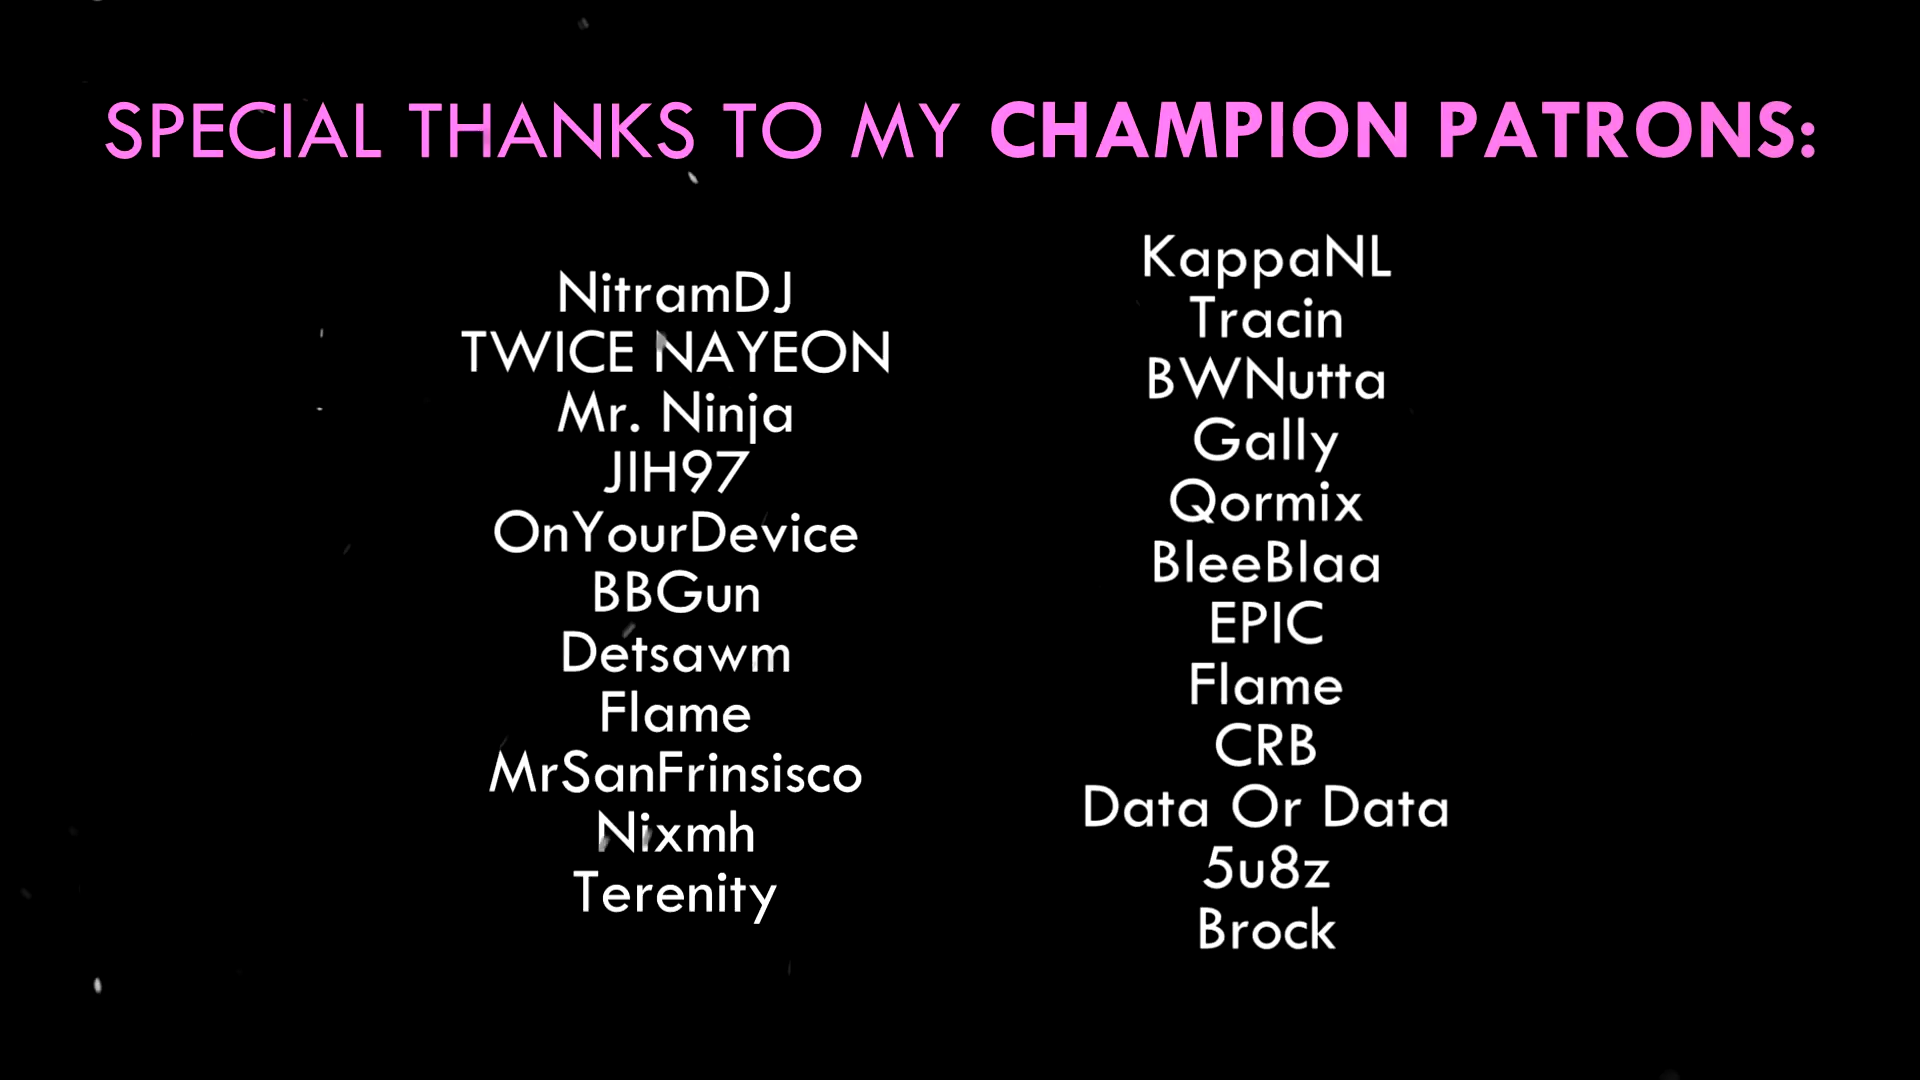 SPECIAL THANKS TO MY CHAMPION PATRONS:
NitramDJ
TWICE NAYEON
Mr. Ninja
JIH97
OnYourDevice
BBGun
Detsawm
Flame
MrSanFrinsisco
Nixmh
Terenity
KappaNL
Tracin
BWNutta
Gally
Qormix
BleeBlaa
EPIC
Flame
CRB
Data Or Data
5u8z
Brock